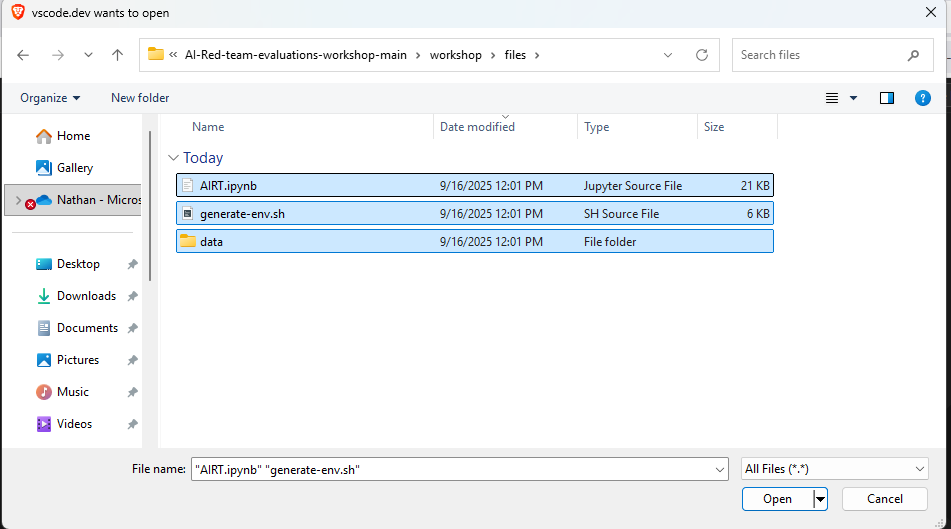 vscode.dev wants to open
« AI-Red-team-evaluations-workshop-main › workshop › files ›
Search files
Organize
New folder
Home
Gallery
Nathan - Micros
Desktop
Downloads
Documents
Pictures
Music
Videos
Name Date modified Type Size
Today
AIRT.ipynb 9/16/2025 12:01 PM Jupyter Source File 21 KB
generate-env.sh 9/16/2025 12:01 PM SH Source File 6 KB
data 9/16/2025 12:01 PM File folder
File name: "AIRT.ipynb" "generate-env.sh"
All Files (*.*)
Open
Cancel